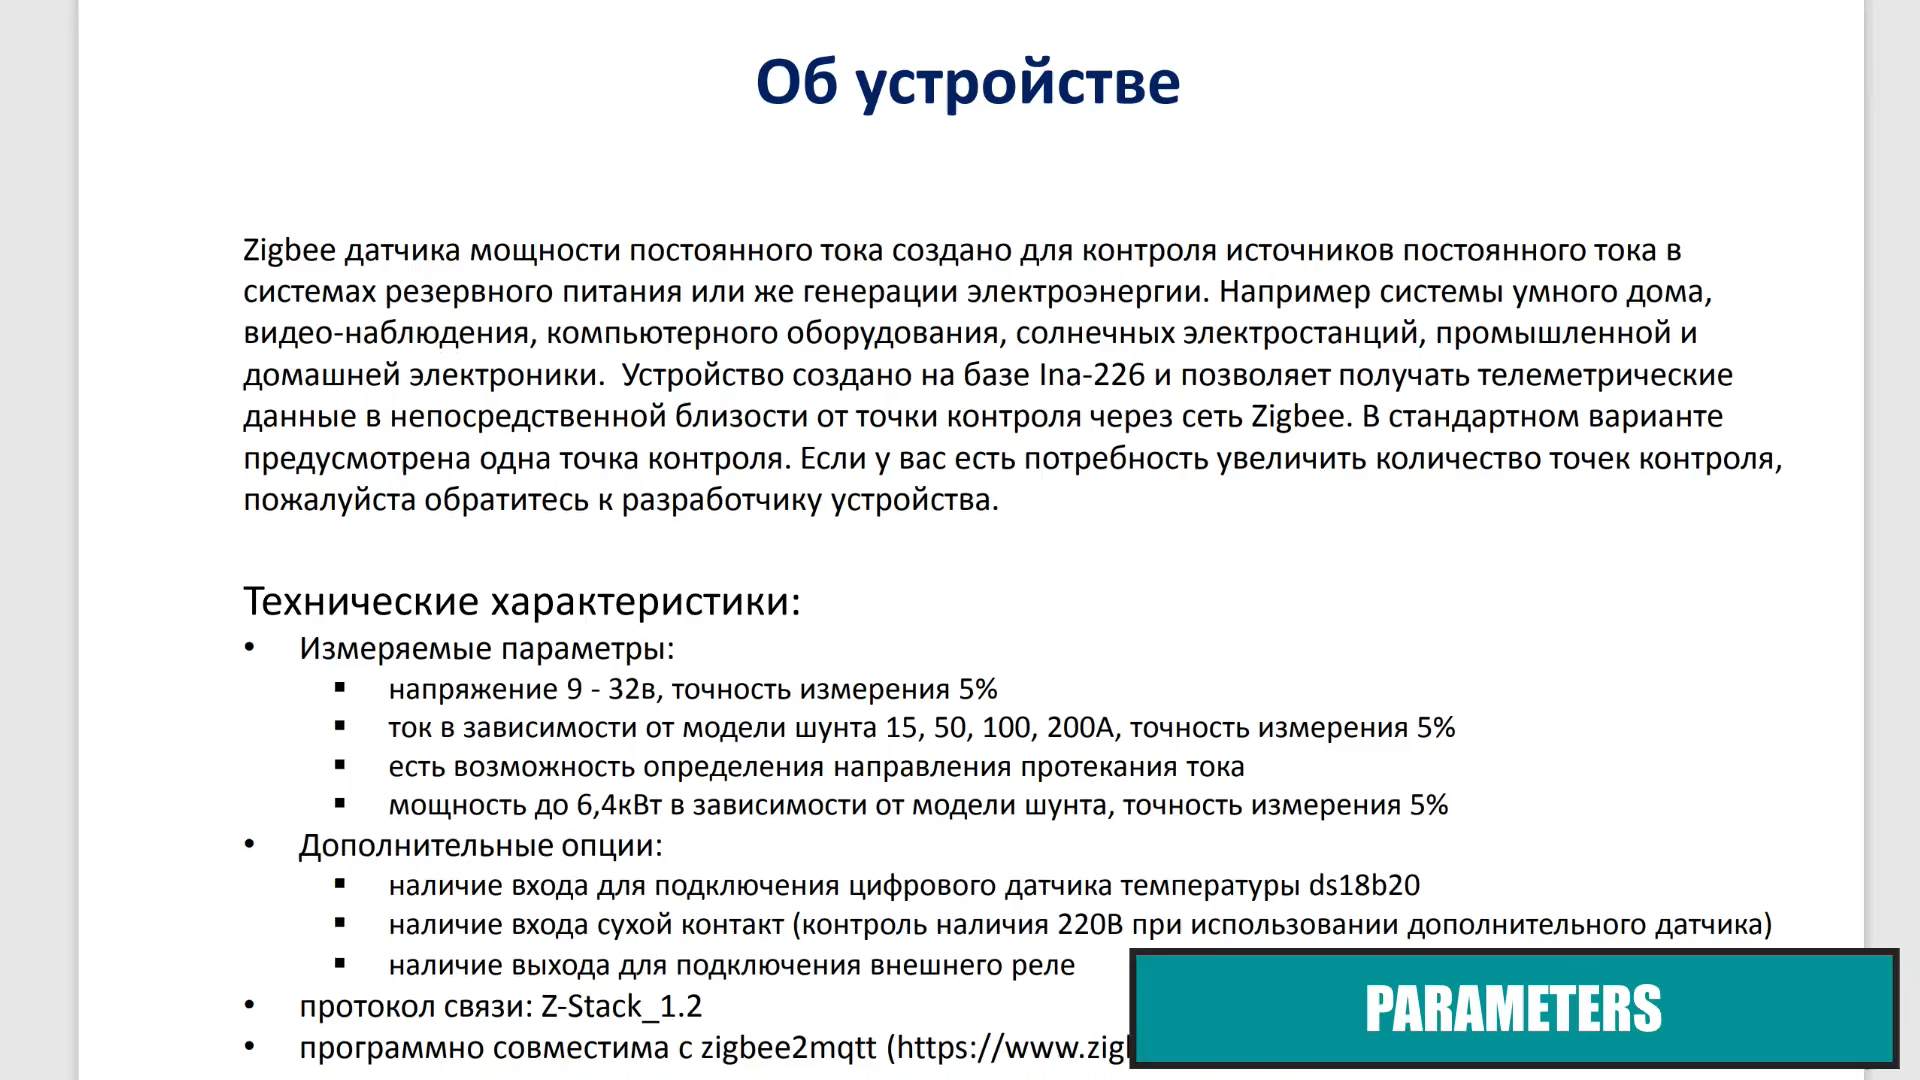 Об устройстве
Zigbee датчика мощности постоянного тока создано для контроля источников постоянного тока в
системах резервного питания или же генерации электроэнергии. Например системы умного дома,
видео-наблюдения, компьютерного оборудования, солнечных электростанций, промышленной и
домашней электроники.  Устройство создано на базе Ina-226 и позволяет получать телеметрические
данные в непосредственной близости от точки контроля через сеть Zigbee. В стандартном варианте
предусмотрена одна точка контроля. Если у вас есть потребность увеличить количество точек контроля,
пожалуйста обратитесь к разработчику устройства.
Технические характеристики:
• Измеряемые параметры:
▪ напряжение 9 - 32в, точность измерения 5%
▪ ток в зависимости от модели шунта 15, 50, 100, 200А, точность измерения 5%
▪ есть возможность определения направления протекания тока
▪ мощность до 6,4кВт в зависимости от модели шунта, точность измерения 5%
• Дополнительные опции:
▪ наличие входа для подключения цифрового датчика температуры ds18b20
▪ наличие входа сухой контакт (контроль наличия 220В при использовании дополнительного датчика)
▪ наличие выхода для подключения внешнего реле
• протокол связи: Z-Stack_1.2
• программно совместима с zigbee2mqtt (https://www.zig
PARAMETERS